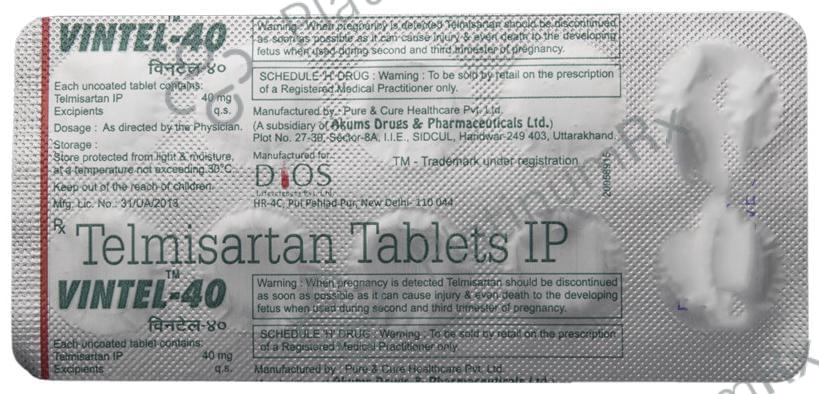 VINTEL-40™
विनटेल-४०
Each uncoated tablet contains:
Telmisartan IP 40 mg
Excipients q.s.
Dosage : As directed by the Physician.
Storage :
Store protected from light & moisture,
at a temperature not exceeding 30°C.
Keep out of the reach of children.
Mfg. Lic. No.: 31/UA/2013
Warning : When pregnancy is detected Telmisartan should be discontinued
as soon as possible as it can cause injury & even death to the developing
fetus when used during second and third trimester of pregnancy.
SCHEDULE 'H' DRUG : Warning : To be sold by retail on the prescription
of a Registered Medical Practitioner only.
Manufactured by : Pure & Cure Healthcare Pvt. Ltd.
(A subsidiary of Akums Drugs & Pharmaceuticals Ltd.)
Plot No. 27-30, Sector-8A, I.I.E., SIDCUL, Haridwar-249 403, Uttarakhand.
Manufactured for:
DIOS
Lifesciences Pvt. Ltd.
HR-4C, Pul Pehlad Pur, New Delhi- 110 044
TM - Trademark under registration
Rx
Telmisartan Tablets IP
VINTEL-40™
विनटेल-४०
Each uncoated tablet contains:
Telmisartan IP 40 mg
Excipients q.s.
Warning : When pregnancy is detected Telmisartan should be discontinued
as soon as possible as it can cause injury & even death to the developing
fetus when used during second and third trimester of pregnancy.
SCHEDULE 'H' DRUG : Warning : To be sold by retail on the prescription
of a Registered Medical Practitioner only.
Manufactured by : Pure & Cure Healthcare Pvt. Ltd.
Akums Drugs & Pharmaceuticals Ltd.)